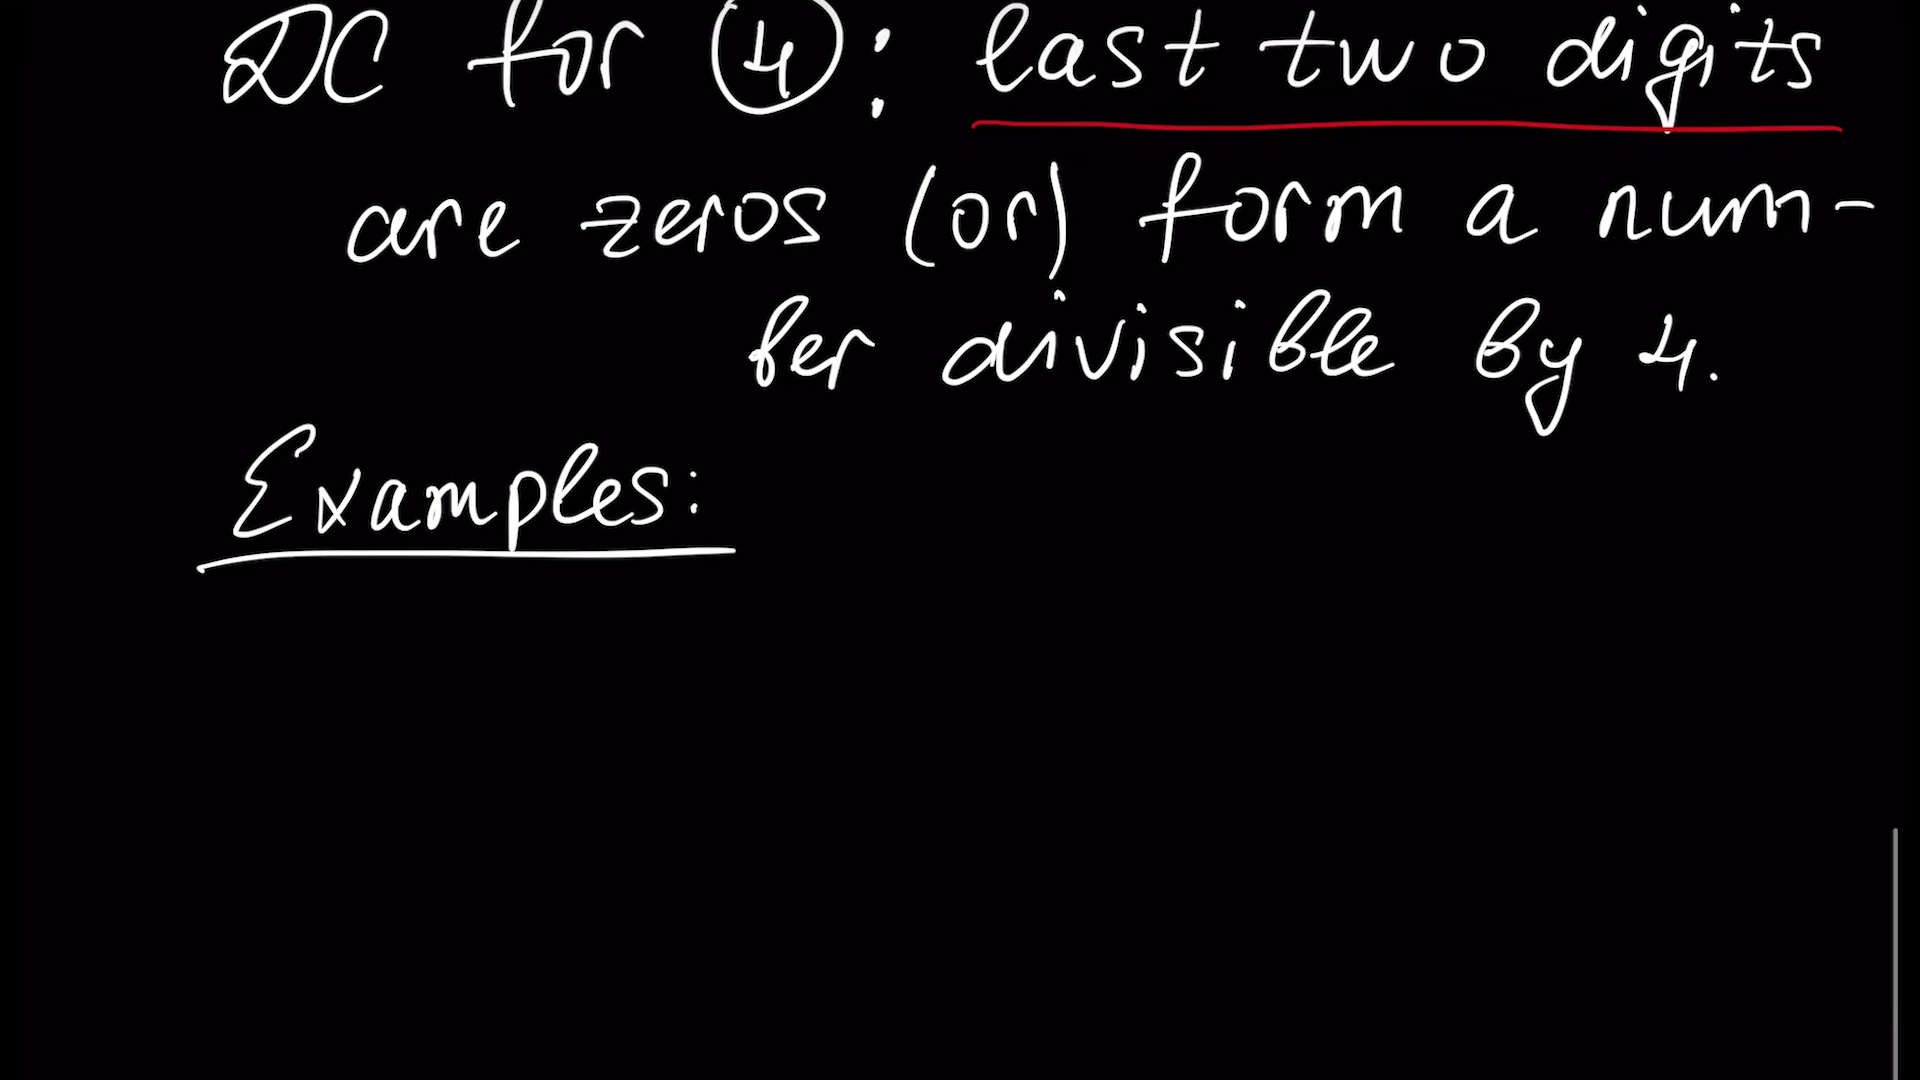 DC for 4: last two digits
are zeros (or) form a num-
ber divisible by 4.
Examples: